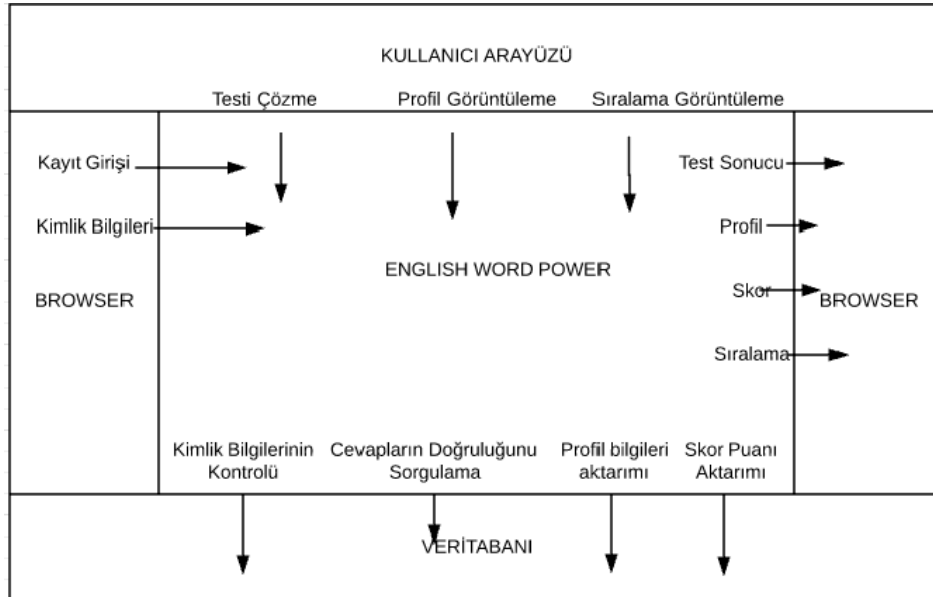 KULLANICI ARAYÜZÜ
Testi Çözme
Profil Görüntüleme
Sıralama Görüntüleme
Kayıt Girişi
Test Sonucu
Kimlik Bilgileri
Profil
ENGLISH WORD POWER
BROWSER
Skor
BROWSER
Sıralama
Kimlik Bilgilerinin
Kontrolü
Cevapların Doğruluğunu
Sorgulama
Profil bilgileri
aktarımı
Skor Puanı
Aktarımı
VERİTABANI